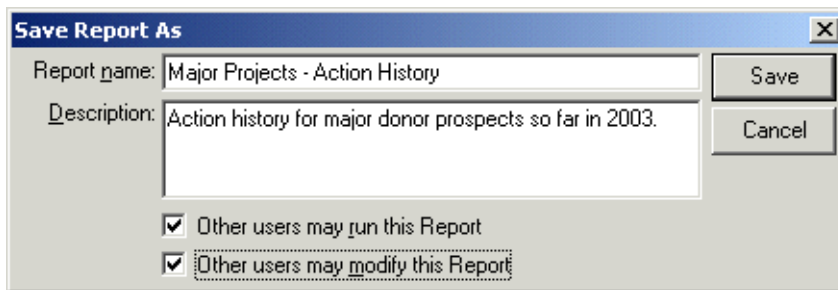 Save Report As
Report name: Major Projects - Action History
Save
Description: Action history for major donor prospects so far in 2003.
Cancel
Other users may run this Report
Other users may modify this Report